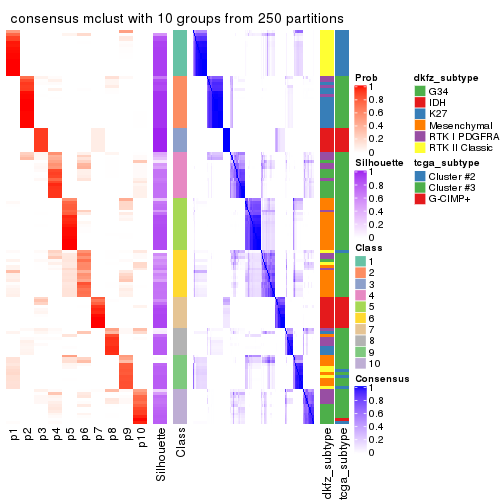 consensus mclust with 10 groups from 250 partitions
Prob
1
0.8
0.6
0.4
0.2
0
Silhouette
1
0.8
0.6
0.4
0.2
0
Class
1
2
3
4
5
6
7
8
9
10
Consensus
1
0.8
0.6
0.4
0.2
0
dkfz_subtype
G34
IDH
K27
Mesenchymal
RTK I PDGFRA
RTK II Classic
tcga_subtype
Cluster #2
Cluster #3
G-CIMP+
p1
p2
p3
p4
p5
p6
p7
p8
p9
p10
Silhouette
Class
dkfz_subtype
tcga_subtype